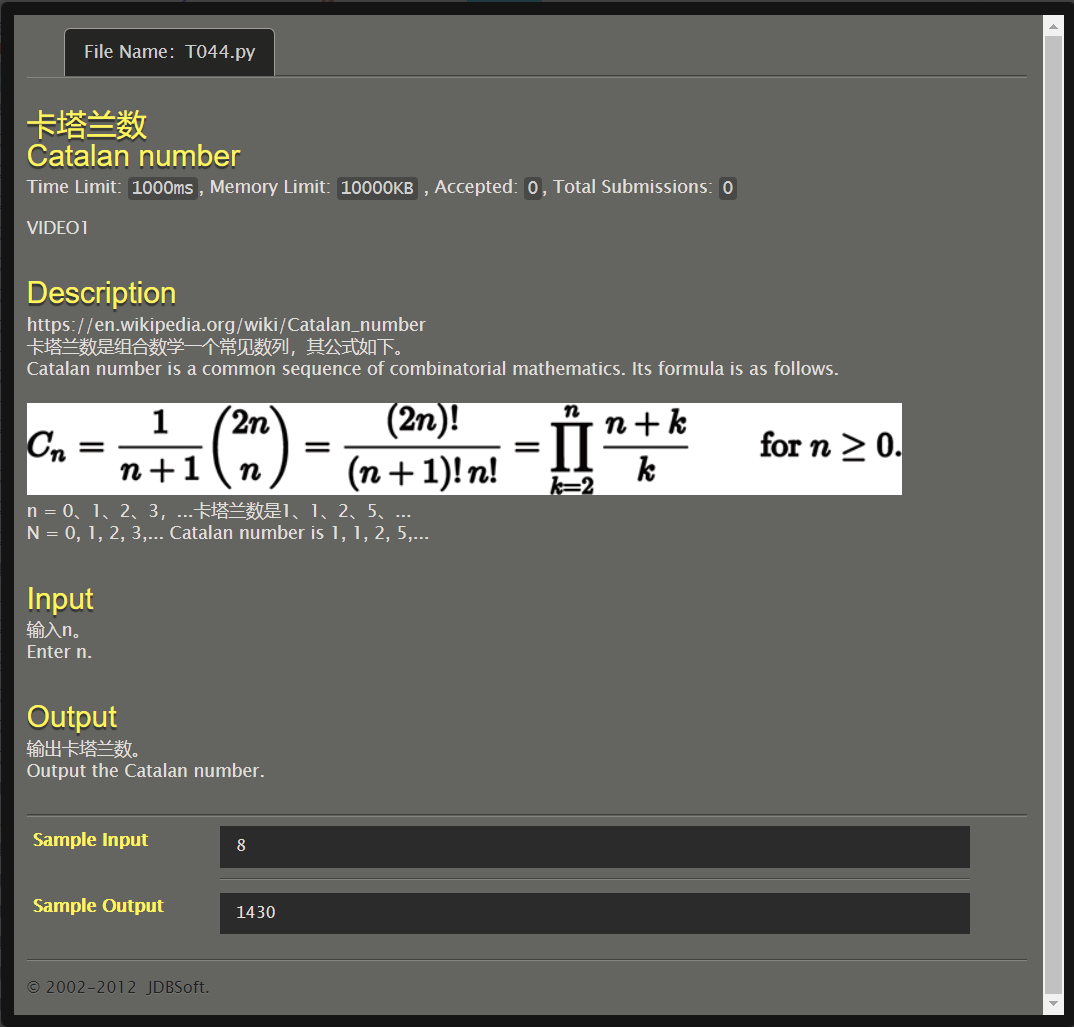 File Name：T044.py
卡塔兰数
Catalan number
Time Limit: 1000ms, Memory Limit: 10000KB , Accepted: 0, Total Submissions: 0
VIDEO1
Description
https://en.wikipedia.org/wiki/Catalan_number
卡塔兰数是组合数学一个常见数列，其公式如下。
Catalan number is a common sequence of combinatorial mathematics. Its formula is as follows.
C_n = \frac{1}{n+1}\binom{2n}{n} = \frac{(2n)!}{(n+1)!\,n!} = \prod_{k=2}^{n}\frac{n+k}{k} for n ≥ 0.
n = 0、1、2、3，...卡塔兰数是1、1、2、5、...
N = 0, 1, 2, 3,... Catalan number is 1, 1, 2, 5,...
Input
输入n。
Enter n.
Output
输出卡塔兰数。
Output the Catalan number.
Sample Input
8
Sample Output
1430
© 2002-2012 JDBSoft.